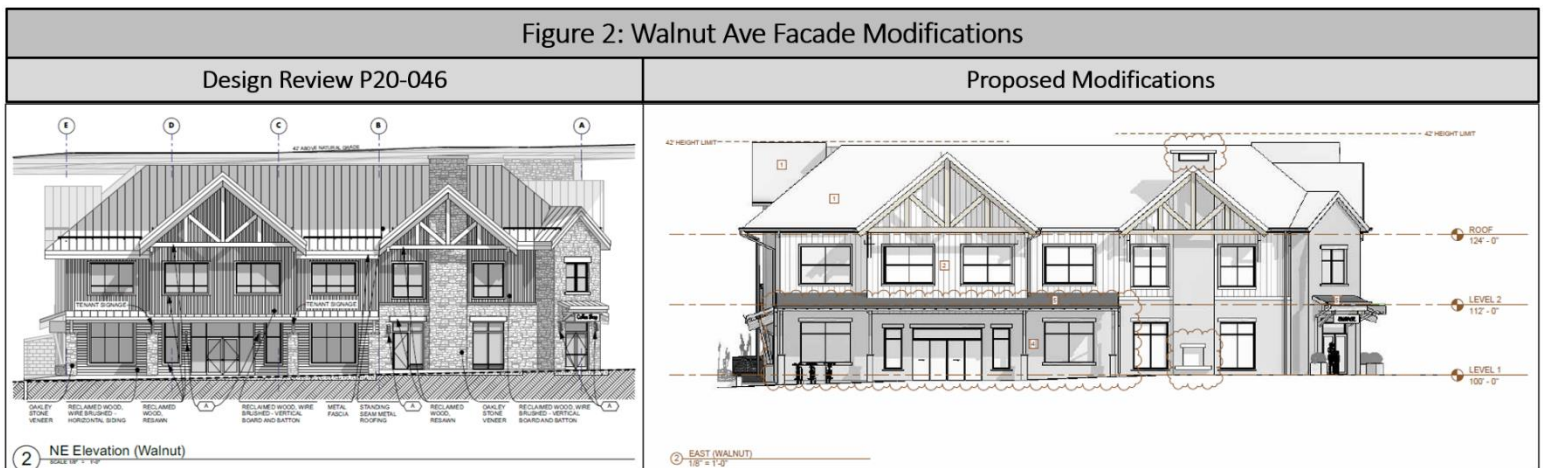 Figure 2: Walnut Ave Facade Modifications
Design Review P20-046
Proposed Modifications
E
D
C
B
A
42' ABOVE NATURAL GRADE
TENANT SIGNAGE
TENANT SIGNAGE
A
A
A
OAKLEY
STONE
VENEER
RECLAIMED WOOD,
WIRE BRUSHED -
HORIZONTAL SIDING
RECLAIMED
WOOD,
RESAWN
RECLAIMED WOOD, WIRE
BRUSHED - VERTICAL
BOARD AND BATTON
METAL
FASCIA
STANDING
SEAM METAL
ROOFING
RECLAIMED
WOOD,
RESAWN
OAKLEY
STONE
VENEER
RECLAIMED WOOD, WIRE
BRUSHED - VERTICAL
BOARD AND BATTON
2
NE Elevation (Walnut)
42' HEIGHT LIMIT
42' HEIGHT LIMIT
1
1
2
ROOF
124' - 0"
LEVEL 2
112' - 0"
LEVEL 1
100' - 0"
2
EAST (WALNUT)
1/8" = 1'-0"